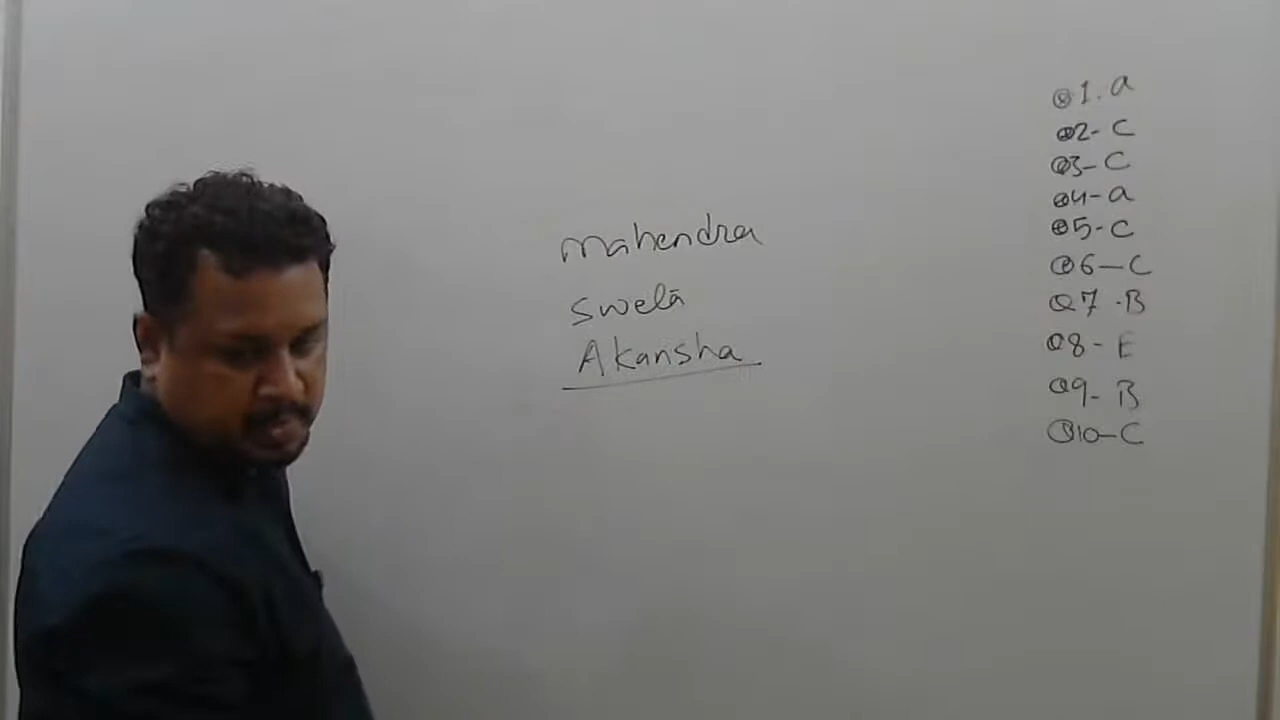 Mahendra
Sweta
Akansha
Q1. a
Q2- C
Q3- C
Q4- a
Q5- C
Q6- C
Q7 - B
Q8 - E
Q9- B
Q10- C